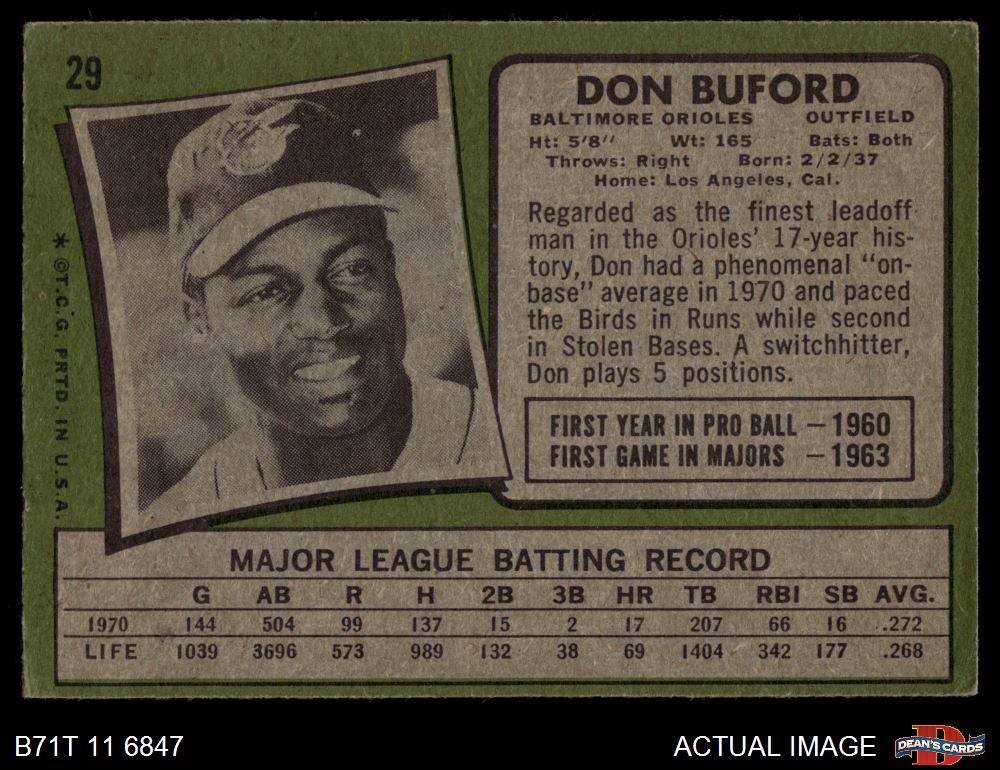 29
DON BUFORD
BALTIMORE ORIOLES OUTFIELD
Ht: 5'8" Wt: 165 Bats: Both
Throws: Right Born: 2/2/37
Home: Los Angeles, Cal.
Regarded as the finest leadoff
man in the Orioles' 17-year his-
tory, Don had a phenomenal "on-
base" average in 1970 and paced
the Birds in Runs while second
in Stolen Bases. A switchhitter,
Don plays 5 positions.
FIRST YEAR IN PRO BALL – 1960
FIRST GAME IN MAJORS – 1963
* ©T.C.G. PRTD. IN U.S.A.
MAJOR LEAGUE BATTING RECORD
G AB R H 2B 3B HR TB RBI SB AVG.
1970 144 504 99 137 15 2 17 207 66 16 .272
LIFE 1039 3696 573 989 132 38 69 1404 342 177 .268
B71T 11 6847
ACTUAL IMAGE
DEAN'S CARDS